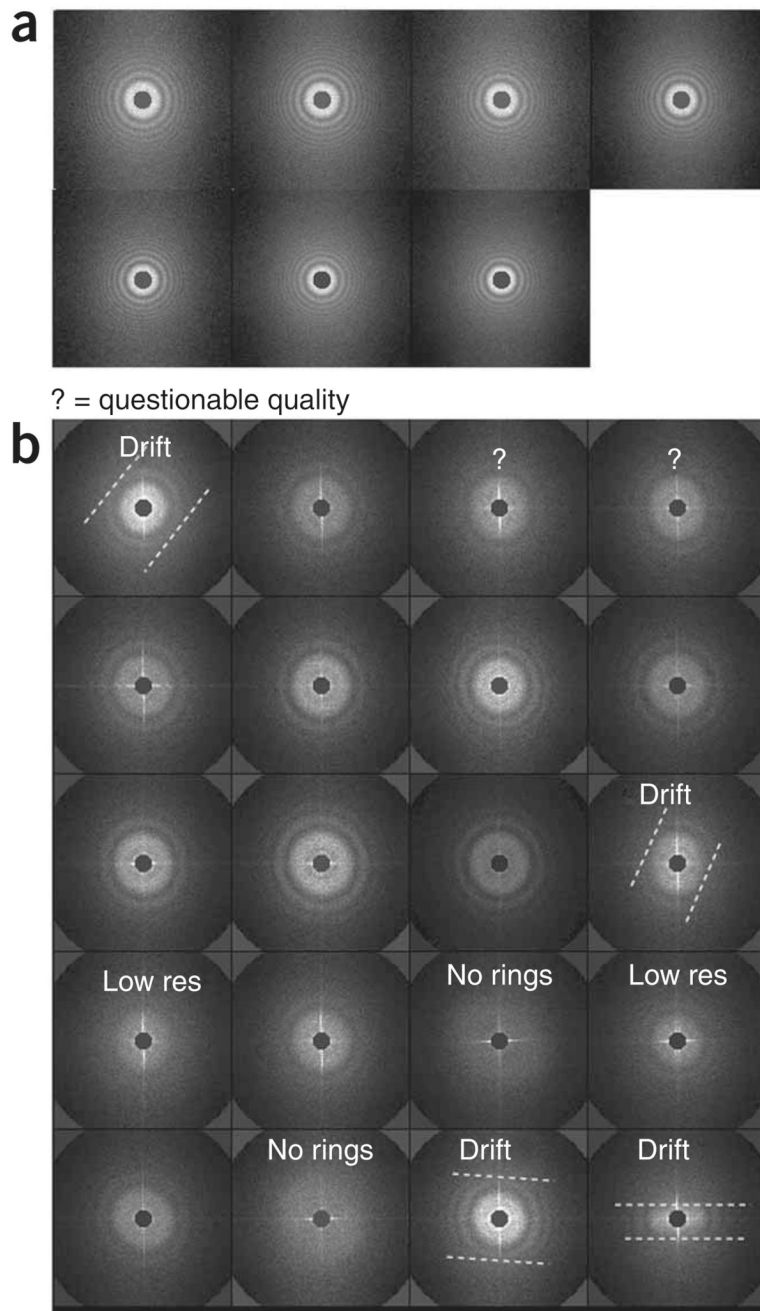 a
? = questionable quality
b
Drift
?
?
Drift
Low res
No rings
Low res
No rings
Drift
Drift